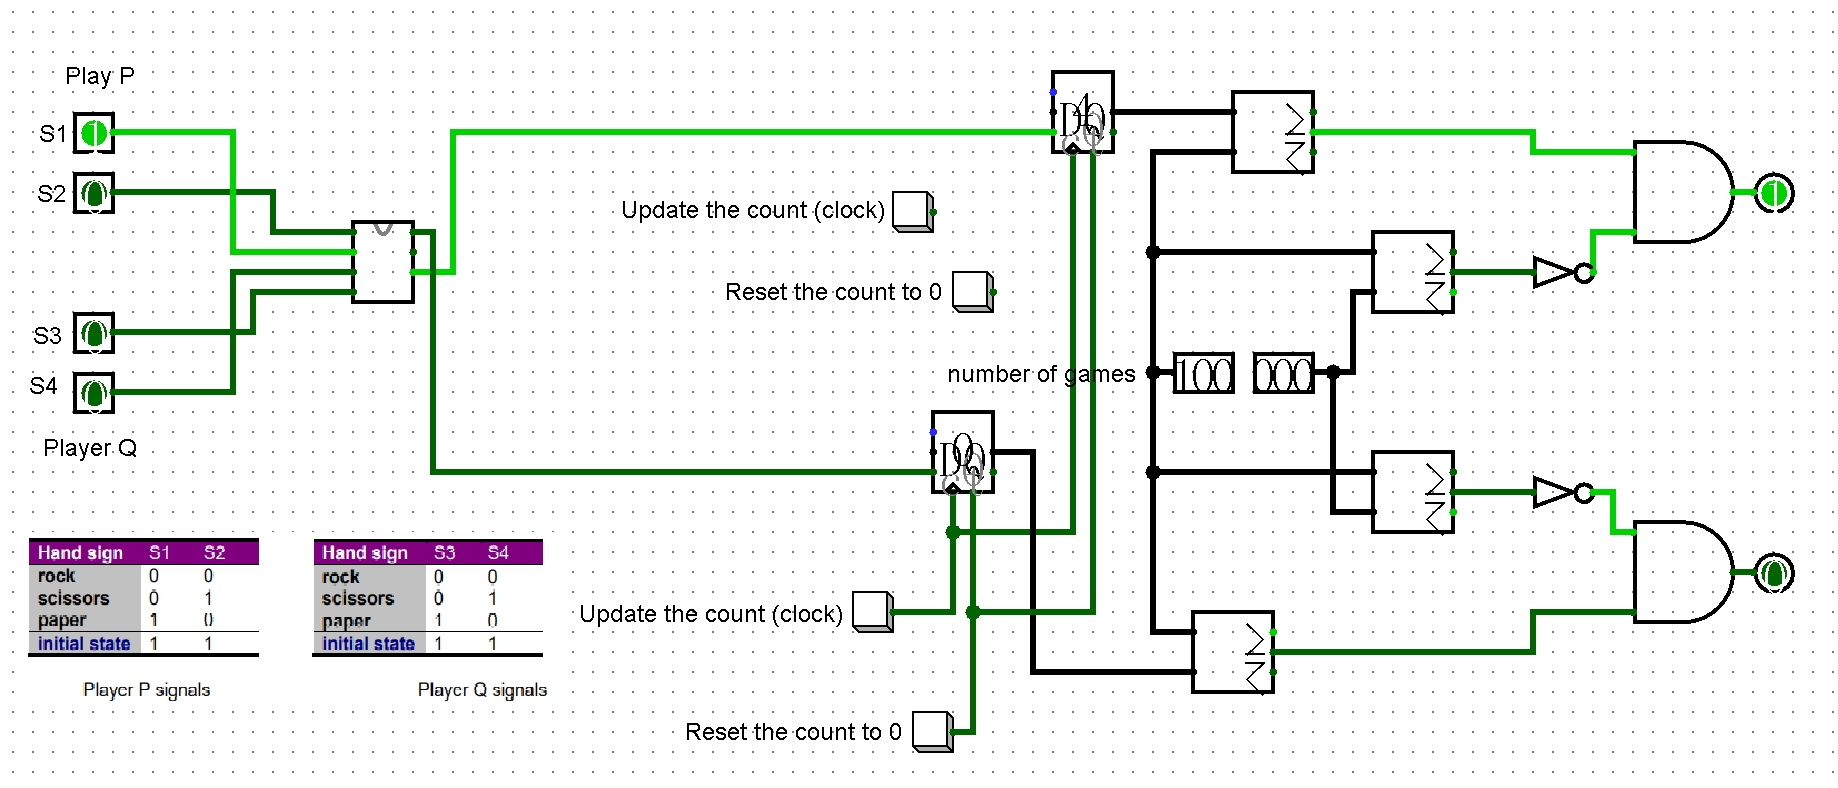 Play P
S1
1
S2
0
S3
0
S4
0
Player Q
Update the count (clock)
Reset the count to 0
number of games
100
000
D 4 Q
D 0 Q
1
0
Update the count (clock)
Reset the count to 0
Hand sign S1 S2
rock 0 0
scissors 0 1
paper 1 0
initial state 1 1
Player P signals
Hand sign S3 S4
rock 0 0
scissors 0 1
paper 1 0
initial state 1 1
Player Q signals